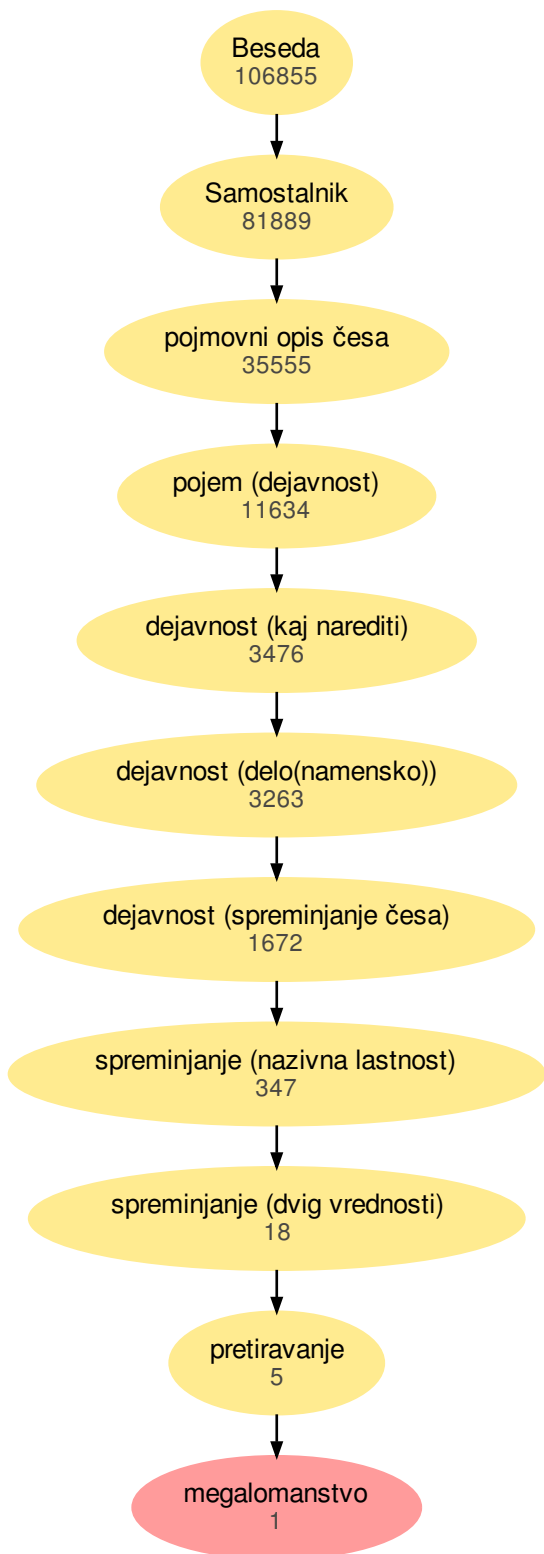 Beseda
106855
Samostalnik
81889
pojmovni opis česa
35555
pojem (dejavnost)
11634
dejavnost (kaj narediti)
3476
dejavnost (delo(namensko))
3263
dejavnost (spreminjanje česa)
1672
spreminjanje (nazivna lastnost)
347
spreminjanje (dvig vrednosti)
18
pretiravanje
5
megalomanstvo
1